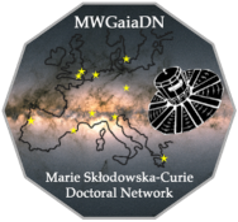 MWGaiaDN
Marie Skłodowska-Curie
Doctoral Network